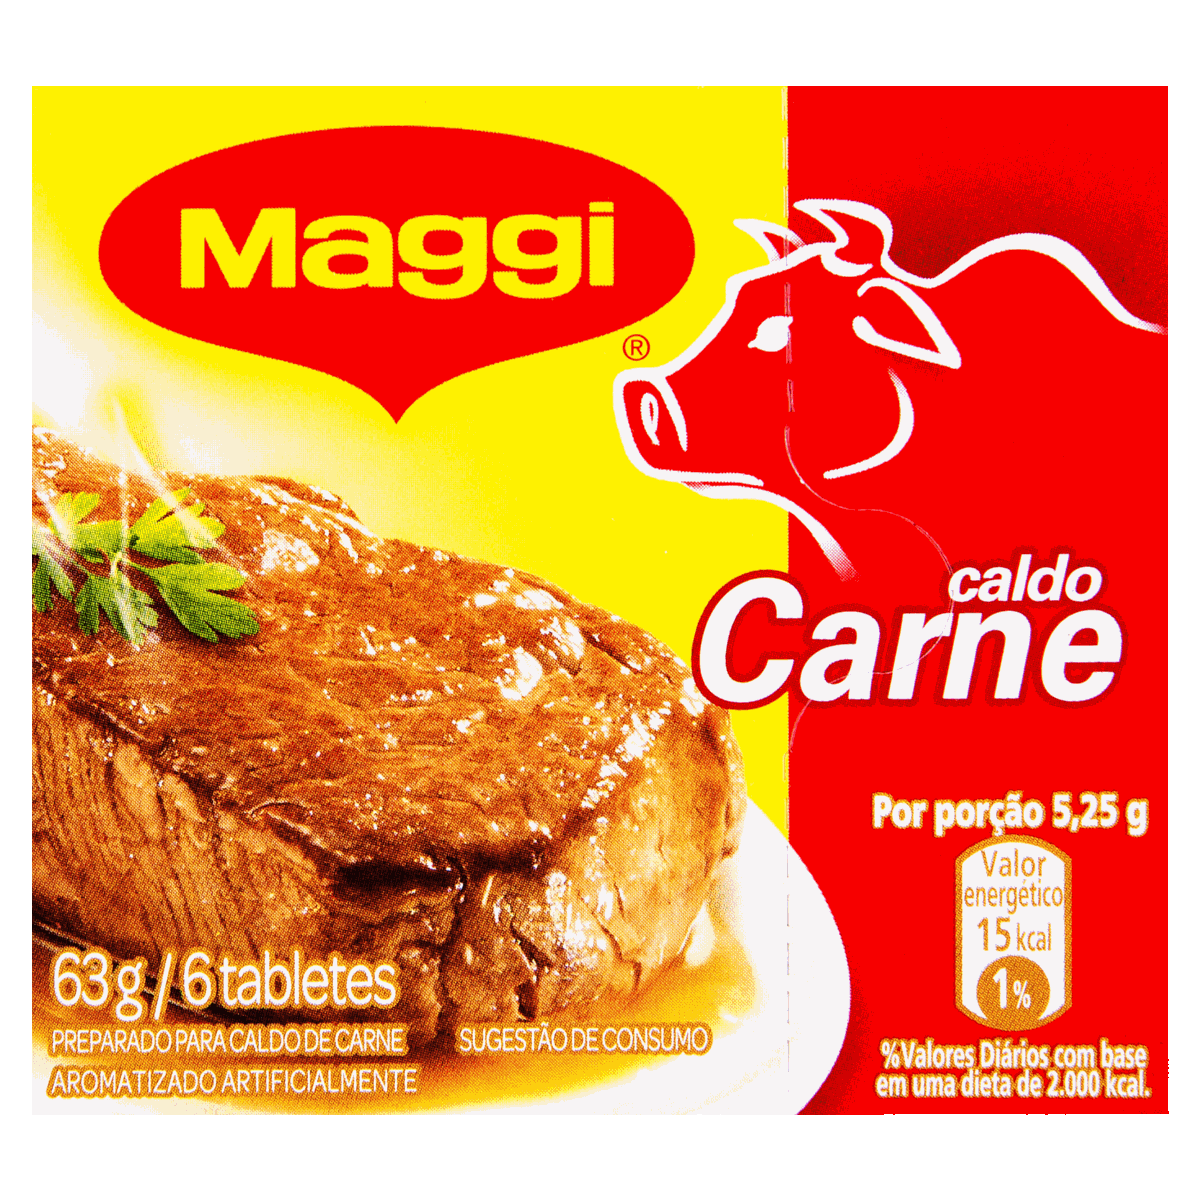 Maggi
®
caldo
Carne
Por porção 5,25 g
Valor
energético
15 kcal
1%
%Valores Diários com base
em uma dieta de 2.000 kcal.
63g/6 tabletes
PREPARADO PARA CALDO DE CARNE
SUGESTÃO DE CONSUMO
AROMATIZADO ARTIFICIALMENTE